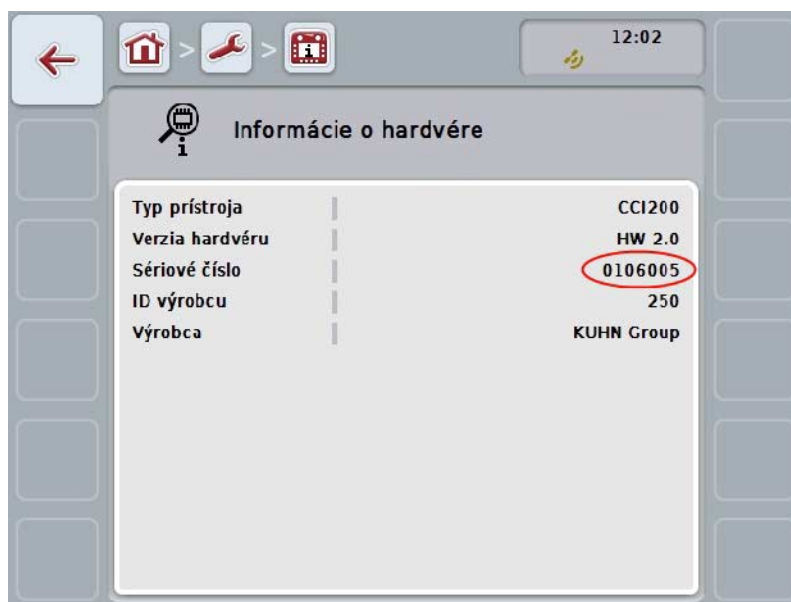 12:02
Informácie o hardvére
Typ prístroja CCI200
Verzia hardvéru HW 2.0
Sériové číslo 0106005
ID výrobcu 250
Výrobca KUHN Group